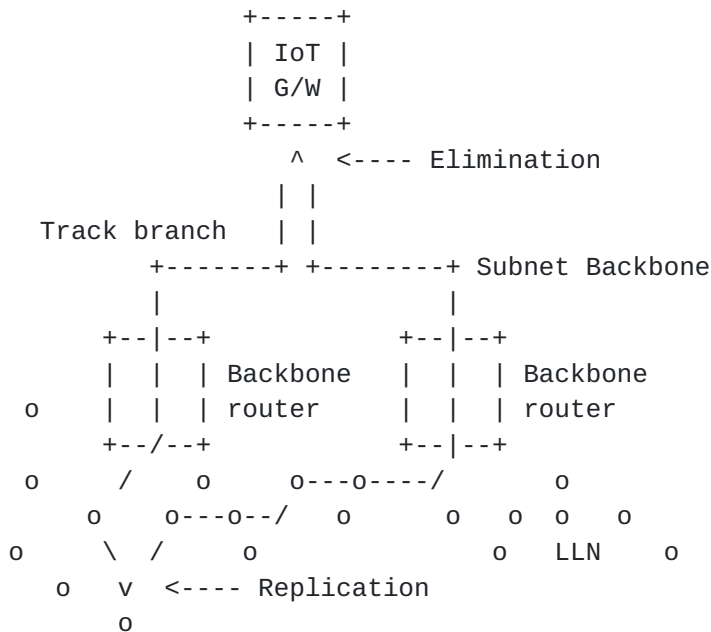 IoT
G/W
<---- Elimination
Track branch
Subnet Backbone
Backbone Backbone
router router
LLN
<---- Replication